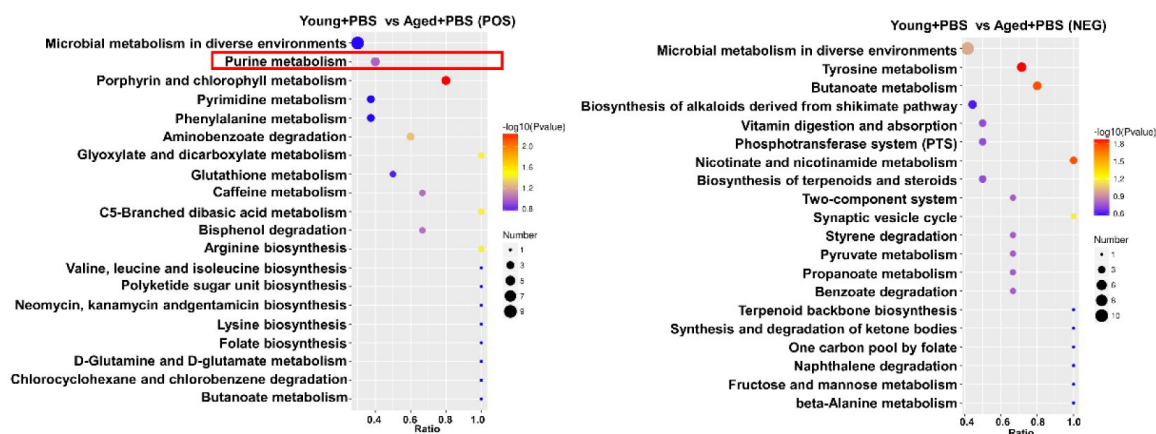 Young+PBS vs Aged+PBS (POS)
Microbial metabolism in diverse environments
Purine metabolism
Porphyrin and chlorophyll metabolism
Pyrimidine metabolism
Phenylalanine metabolism
Aminobenzoate degradation
Glyoxylate and dicarboxylate metabolism
Glutathione metabolism
Caffeine metabolism
C5-Branched dibasic acid metabolism
Bisphenol degradation
Arginine biosynthesis
Valine, leucine and isoleucine biosynthesis
Polyketide sugar unit biosynthesis
Neomycin, kanamycin andgentamicin biosynthesis
Lysine biosynthesis
Folate biosynthesis
D-Glutamine and D-glutamate metabolism
Chlorocyclohexane and chlorobenzene degradation
Butanoate metabolism
0.4 0.6 0.8 1.0
Ratio
-log10(Pvalue)
2.0
1.6
1.2
0.8
Number
1
3
5
7
9
Young+PBS vs Aged+PBS (NEG)
Microbial metabolism in diverse environments
Tyrosine metabolism
Butanoate metabolism
Biosynthesis of alkaloids derived from shikimate pathway
Vitamin digestion and absorption
Phosphotransferase system (PTS)
Nicotinate and nicotinamide metabolism
Biosynthesis of terpenoids and steroids
Two-component system
Synaptic vesicle cycle
Styrene degradation
Pyruvate metabolism
Propanoate metabolism
Benzoate degradation
Terpenoid backbone biosynthesis
Synthesis and degradation of ketone bodies
One carbon pool by folate
Naphthalene degradation
Fructose and mannose metabolism
beta-Alanine metabolism
0.4 0.6 0.8 1.0
Ratio
-log10(Pvalue)
1.8
1.5
1.2
0.9
0.6
Number
1
3
6
8
10